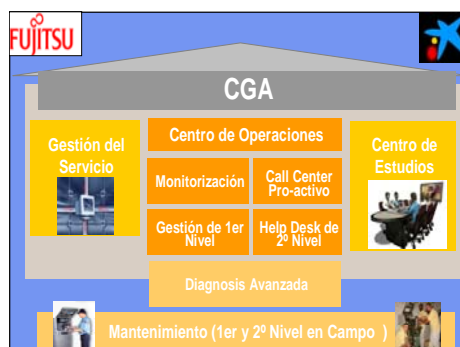 FUJITSU
CGA
Gestión del
Servicio
Centro de Operaciones
Monitorización
Call Center
Pro-activo
Gestión de 1er
Nivel
Help Desk de
2º Nivel
Centro de
Estudios
Diagnosis Avanzada
Mantenimiento (1er y 2º Nivel en Campo )